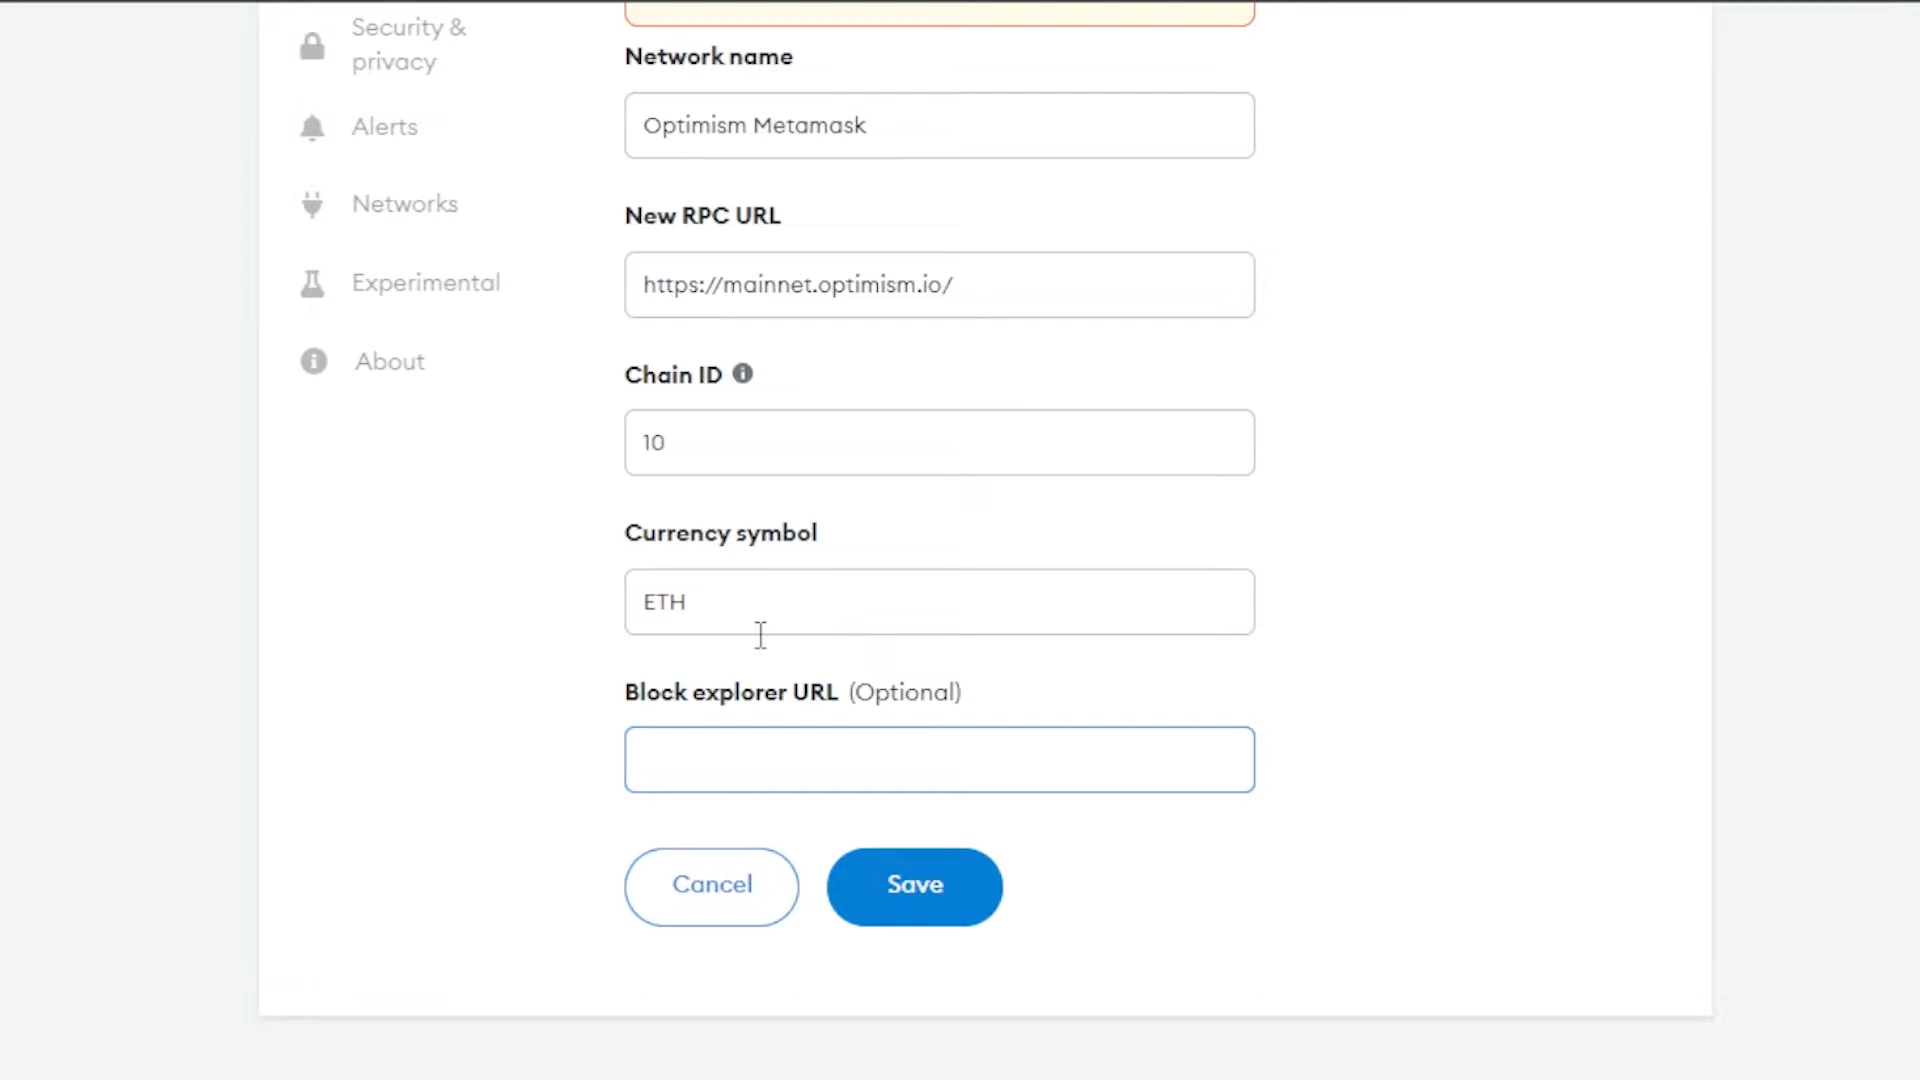 Security &
privacy
Alerts
Networks
Experimental
About
Network name
Optimism Metamask
New RPC URL
https://mainnet.optimism.io/
Chain ID
10
Currency symbol
ETH
Block explorer URL (Optional)
Cancel
Save